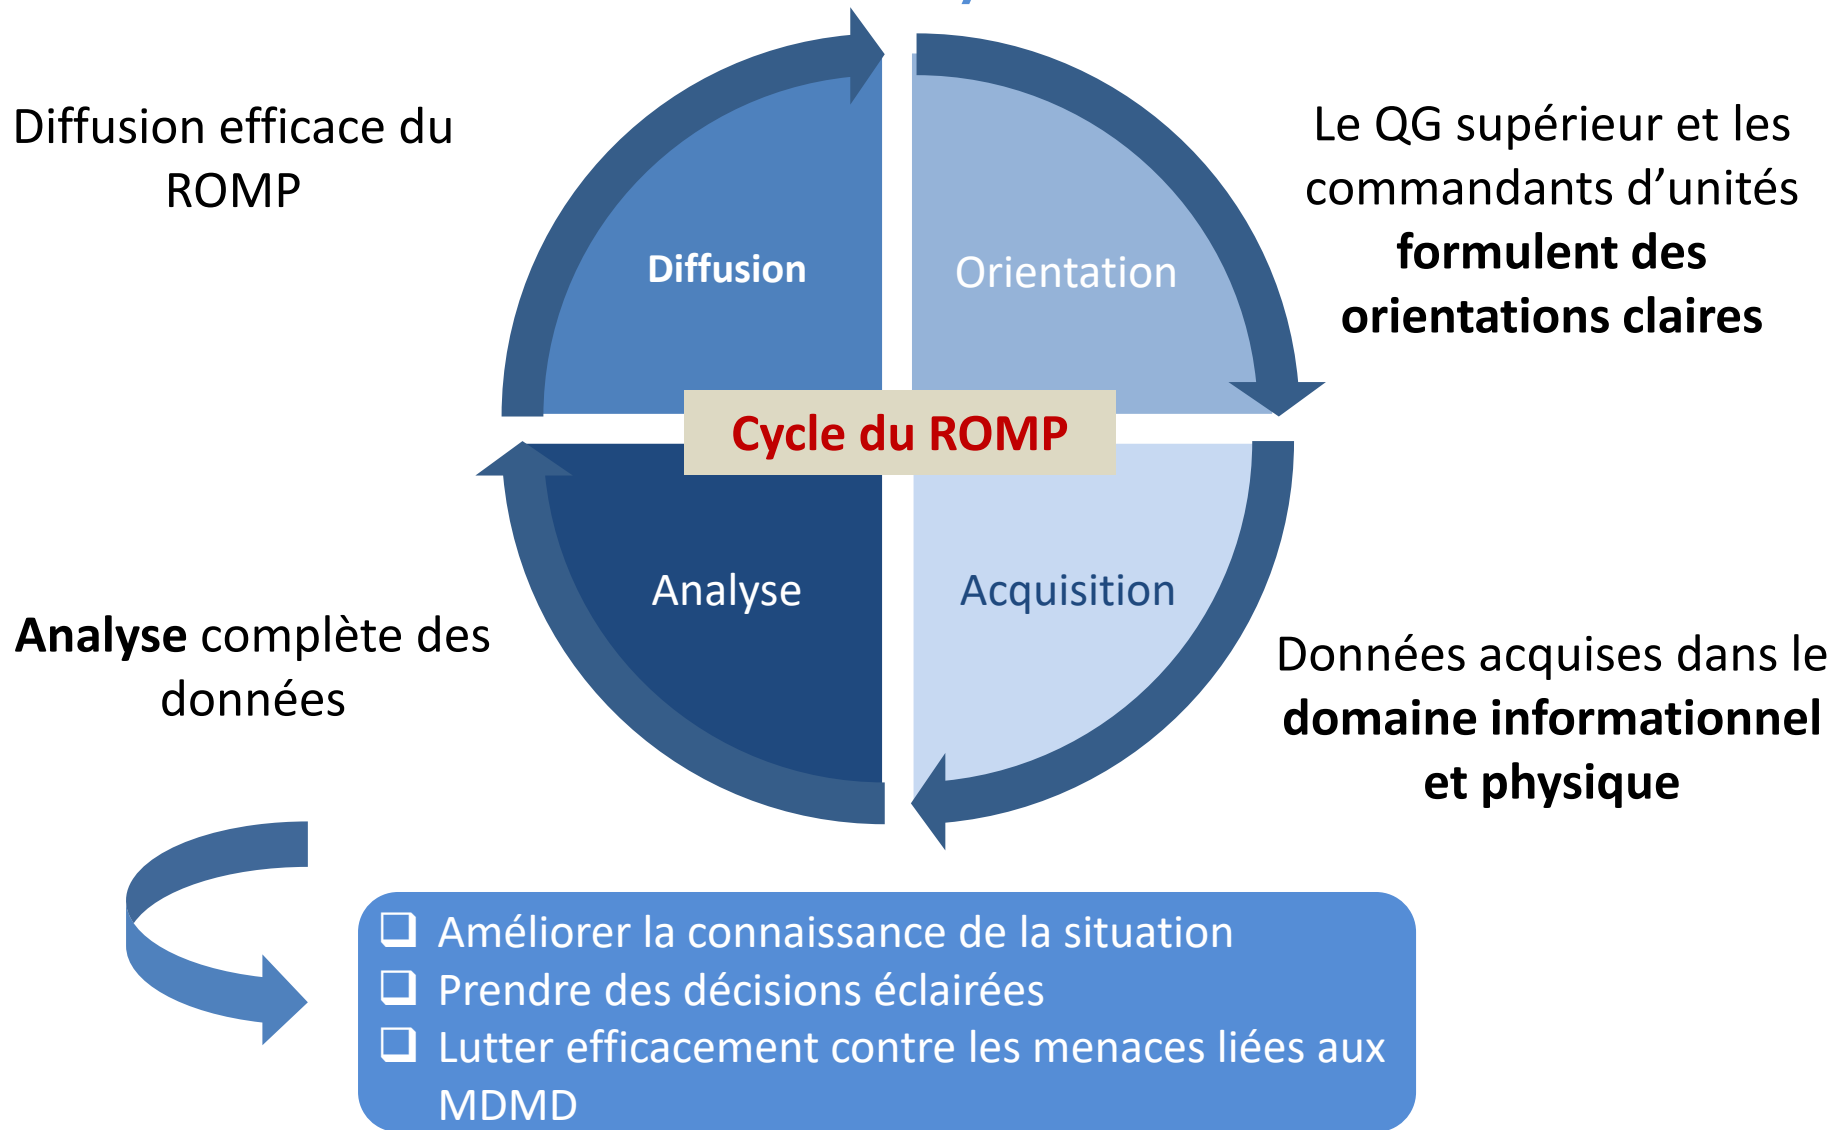 Diffusion efficace du
ROMP
Le QG supérieur et les
commandants d’unités
formulent des
orientations claires
Diffusion
Orientation
Cycle du ROMP
Analyse
Acquisition
Analyse complète des
données
Données acquises dans le
domaine informationnel
et physique
Améliorer la connaissance de la situation
Prendre des décisions éclairées
Lutter efficacement contre les menaces liées aux
MDMD